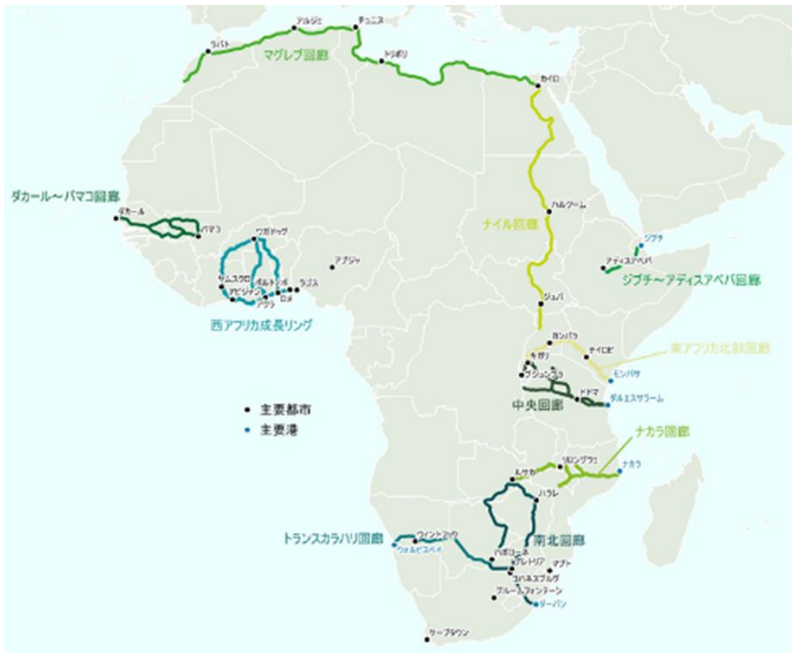 アルジェ
チュニス
ラバト
マグレブ回廊
トリポリ
カイロ
ダカール～バマコ回廊
ダカール
バマコ
ワガドゥグ
アブジャ
ナイル回廊
ハルツーム
ジブチ
アディスアベバ
ジブチ～アディスアベバ回廊
ヤムスクロ
アビジャン
ポルトノボ
ラゴス
アクラ
ロメ
西アフリカ成長リング
ジュバ
カンパラ
ナイロビ
東アフリカ北部回廊
キガリ
ブジュンブラ
モンバサ
ドドマ
中央回廊
ダルエスサラーム
● 主要都市
● 主要港
ナカラ回廊
リロングウェ
ナカラ
ルサカ
ハラレ
トランスカラハリ回廊
ウィントフック
ウォルビスベイ
南北回廊
ハボローネ
プレトリア
マプト
ヨハネスブルグ
ブルームフォンテーン
ダーバン
ケープタウン